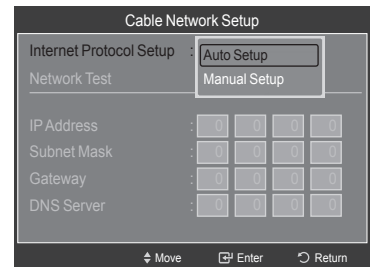 Cable Network Setup
Internet Protocol Setup : Auto Setup
Manual Setup
Network Test
IP Address : 0 0 0 0
Subnet Mask : 0 0 0 0
Gateway : 0 0 0 0
DNS Server : 0 0 0 0
Move Enter Return